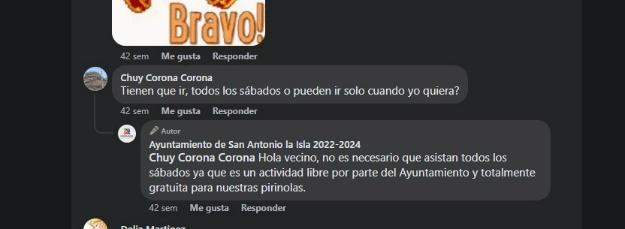 Bravo!
42 sem Me gusta Responder
Chuy Corona Corona
Tienen que ir, todos los sábados o pueden ir solo cuando yo quiera?
42 sem Me gusta Responder
Autor
Ayuntamiento de San Antonio la Isla 2022-2024
Chuy Corona Corona Hola vecino, no es necesario que asistan todos los
sábados ya que es un actividad libre por parte del Ayuntamiento y totalmente
gratuita para nuestras pirinolas.
42 sem Me gusta Responder
Delia Martinez